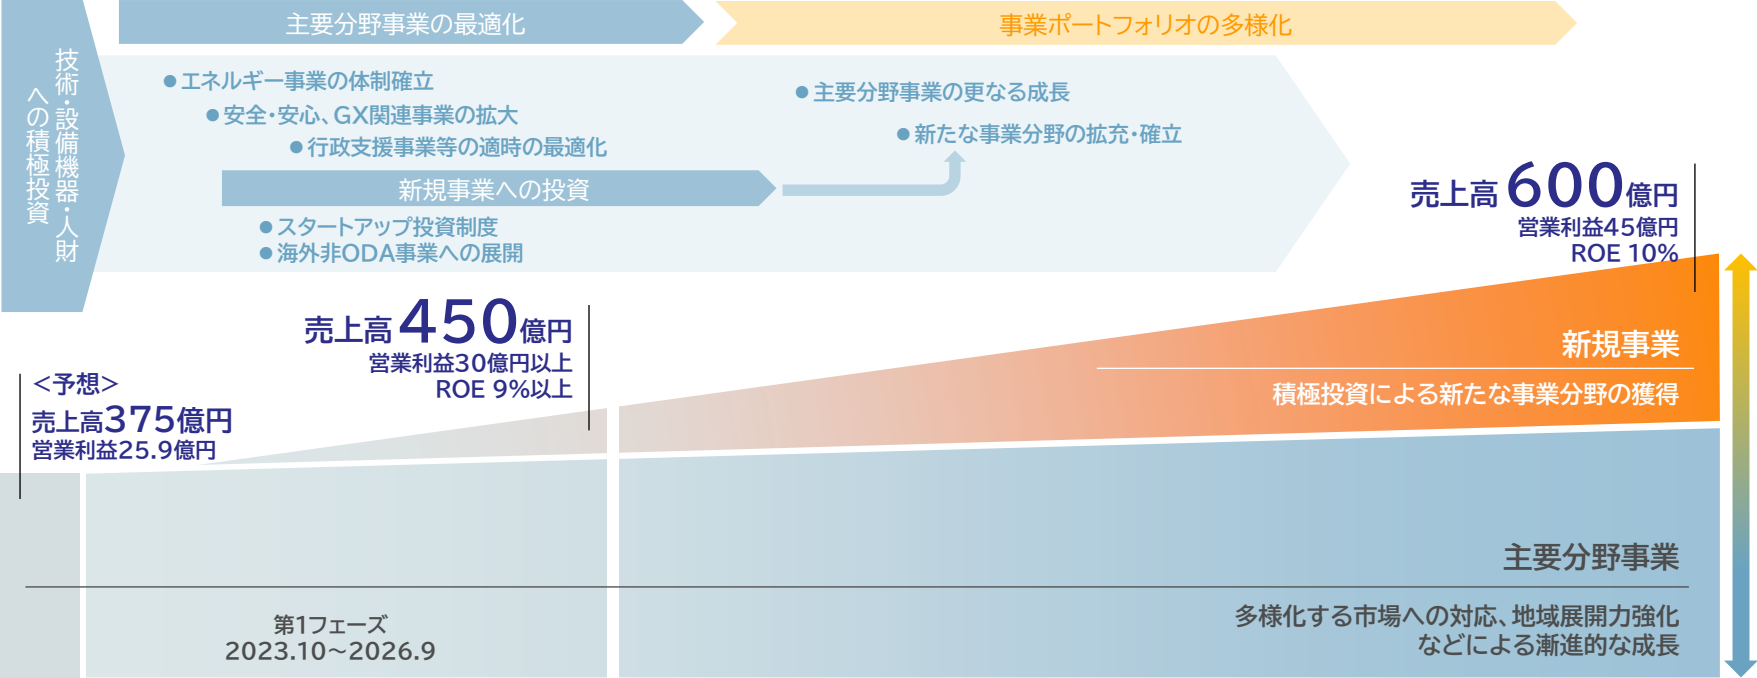 技術・設備機器・人財
への積極投資
主要分野事業の最適化
事業ポートフォリオの多様化
●エネルギー事業の体制確立
●安全・安心、GX関連事業の拡大
●行政支援事業等の適時の最適化
新規事業への投資
●スタートアップ投資制度
●海外非ODA事業への展開
●主要分野事業の更なる成長
●新たな事業分野の拡充・確立
<予想>
売上高375億円
営業利益25.9億円
売上高450億円
営業利益30億円以上
ROE 9%以上
売上高600億円
営業利益45億円
ROE 10%
新規事業
積極投資による新たな事業分野の獲得
主要分野事業
多様化する市場への対応、地域展開力強化
などによる漸進的な成長
第1フェーズ
2023.10～2026.9